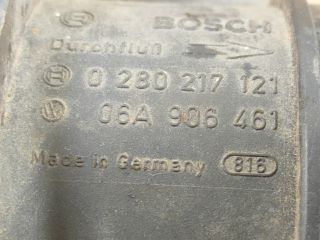 BOSCH
Durchfluß
0 280 217 121
06A 906 461
Made in Germany 816